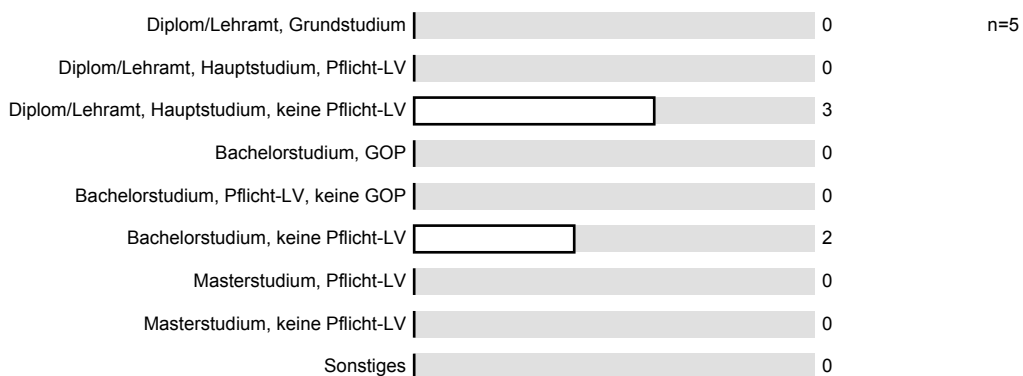 Diplom/Lehramt, Grundstudium 0 n=5
Diplom/Lehramt, Hauptstudium, Pflicht-LV 0
Diplom/Lehramt, Hauptstudium, keine Pflicht-LV 3
Bachelorstudium, GOP 0
Bachelorstudium, Pflicht-LV, keine GOP 0
Bachelorstudium, keine Pflicht-LV 2
Masterstudium, Pflicht-LV 0
Masterstudium, keine Pflicht-LV 0
Sonstiges 0